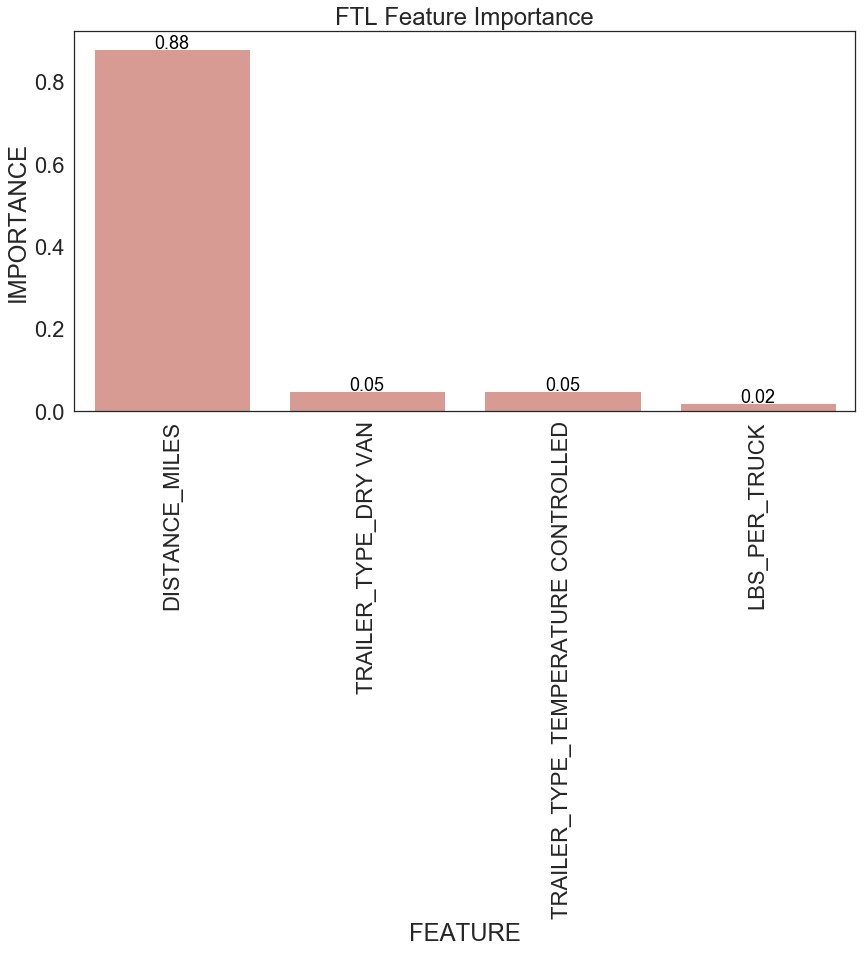 FTL Feature Importance
IMPORTANCE
0.8
0.6
0.4
0.2
0.0
0.88
0.05
0.05
0.02
DISTANCE_MILES
TRAILER_TYPE_DRY VAN
TRAILER_TYPE_TEMPERATURE CONTROLLED
LBS_PER_TRUCK
FEATURE